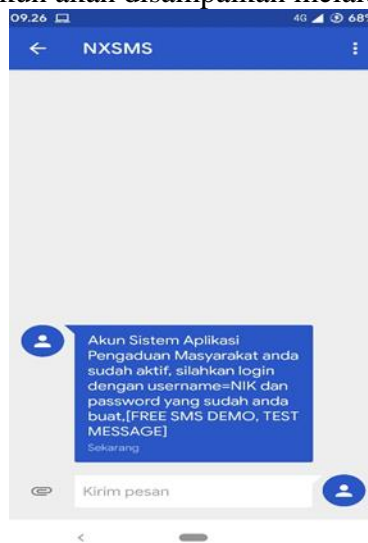 09.26 4G 68%
NXSMS
Akun Sistem Aplikasi
Pengaduan Masyarakat anda
sudah aktif, silahkan login
dengan username=NIK dan
password yang sudah anda
buat,[FREE SMS DEMO, TEST
MESSAGE]
Sekarang
Kirim pesan